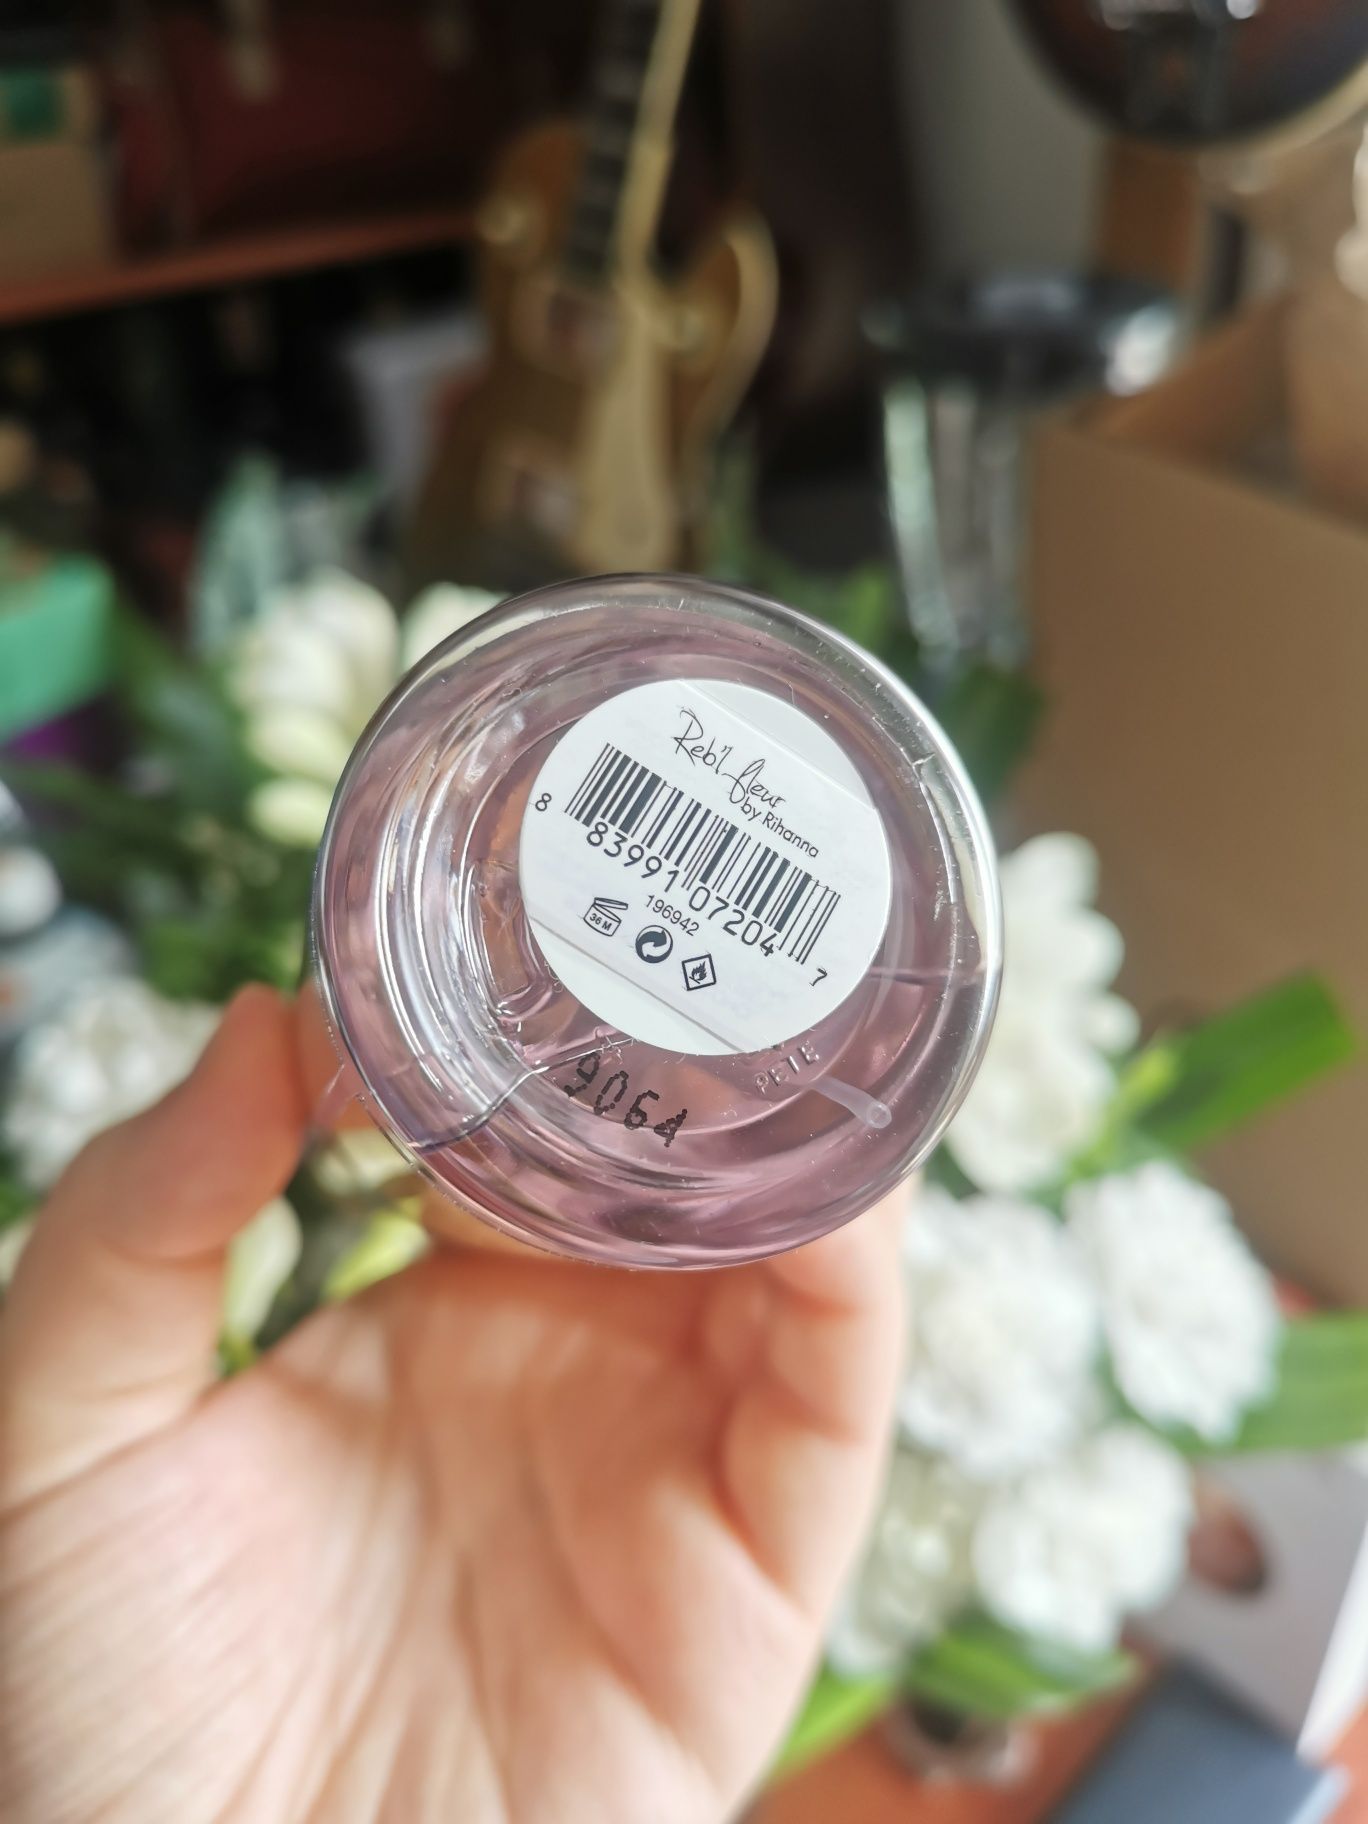 Reb'l fleur
by Rihanna
8 83991 07204 7
196942
36 M
PETE
9064